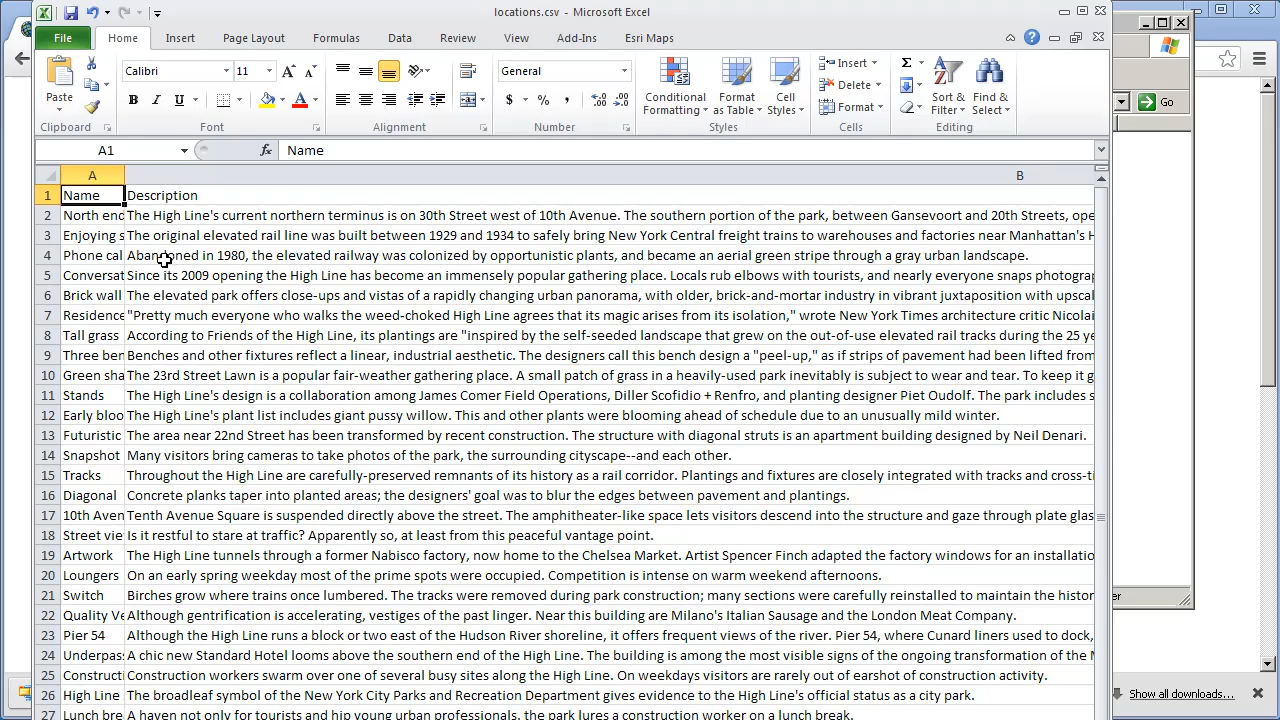 locations.csv - Microsoft Excel
File Home Insert Page Layout Formulas Data Review View Add-Ins Esri Maps
Calibri 11 General Insert
Paste B I U $ % , Conditional Formatting Format as Table Cell Styles Delete Format Sort & Filter Find & Select Go
Clipboard Font Alignment Number Styles Cells Editing
A1 fx Name
A B
1 Name Description
2 North end The High Line's current northern terminus is on 30th Street west of 10th Avenue. The southern portion of the park, between Gansevoort and 20th Streets, ope
3 Enjoying s The original elevated rail line was built between 1929 and 1934 to safely bring New York Central freight trains to warehouses and factories near Manhattan's H
4 Phone cal Abandoned in 1980, the elevated railway was colonized by opportunistic plants, and became an aerial green stripe through a gray urban landscape.
5 Conversat Since its 2009 opening the High Line has become an immensely popular gathering place. Locals rub elbows with tourists, and nearly everyone snaps photograp
6 Brick wall The elevated park offers close-ups and vistas of a rapidly changing urban panorama, with older, brick-and-mortar industry in vibrant juxtaposition with upscal
7 Residence "Pretty much everyone who walks the weed-choked High Line agrees that its magic arises from its isolation," wrote New York Times architecture critic Nicolai
8 Tall grass According to Friends of the High Line, its plantings are "inspired by the self-seeded landscape that grew on the out-of-use elevated rail tracks during the 25 ye
9 Three ben Benches and other fixtures reflect a linear, industrial aesthetic. The designers call this bench design a "peel-up," as if strips of pavement had been lifted from
10 Green sha The 23rd Street Lawn is a popular fair-weather gathering place. A small patch of grass in a heavily-used park inevitably is subject to wear and tear. To keep it g
11 Stands The High Line's design is a collaboration among James Comer Field Operations, Diller Scofidio + Renfro, and planting designer Piet Oudolf. The park includes s
12 Early bloo The High Line's plant list includes giant pussy willow. This and other plants were blooming ahead of schedule due to an unusually mild winter.
13 Futuristic The area near 22nd Street has been transformed by recent construction. The structure with diagonal struts is an apartment building designed by Neil Denari.
14 Snapshot Many visitors bring cameras to take photos of the park, the surrounding cityscape--and each other.
15 Tracks Throughout the High Line are carefully-preserved remnants of its history as a rail corridor. Plantings and fixtures are closely integrated with tracks and cross-ti
16 Diagonal Concrete planks taper into planted areas; the designers' goal was to blur the edges between pavement and plantings.
17 10th Aven Tenth Avenue Square is suspended directly above the street. The amphitheater-like space lets visitors descend into the structure and gaze through plate glas
18 Street vie Is it restful to stare at traffic? Apparently so, at least from this peaceful vantage point.
19 Artwork The High Line tunnels through a former Nabisco factory, now home to the Chelsea Market. Artist Spencer Finch adapted the factory windows for an installatio
20 Loungers On an early spring weekday most of the prime spots were occupied. Competition is intense on warm weekend afternoons.
21 Switch Birches grow where trains once lumbered. The tracks were removed during park construction; many sections were carefully reinstalled to maintain the histor
22 Quality Ve Although gentrification is accelerating, vestiges of the past linger. Near this building are Milano's Italian Sausage and the London Meat Company.
23 Pier 54 Although the High Line runs a block or two east of the Hudson River shoreline, it offers frequent views of the river. Pier 54, where Cunard liners used to dock,
24 Underpass A chic new Standard Hotel looms above the southern end of the High Line. The building is among the most visible signs of the ongoing transformation of the M
25 Constructi Construction workers swarm over one of several busy sites along the High Line. On weekdays visitors are rarely out of earshot of construction activity.
26 High Line The broadleaf symbol of the New York City Parks and Recreation Department gives evidence to the High Line's official status as a city park.
27 Lunch bre A haven not only for tourists and hip young urban professionals, the park lures a construction worker on a lunch break.
Show all downloads...